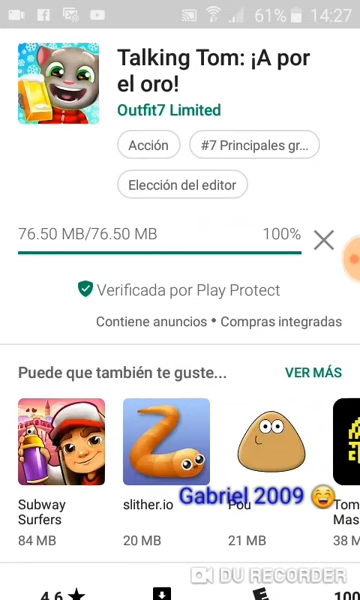 61% 14:27
Talking Tom: ¡A por
el oro!
Outfit7 Limited
Acción
#7 Principales gr...
Elección del editor
76.50 MB/76.50 MB 100%
Verificada por Play Protect
Contiene anuncios • Compras integradas
Puede que también te guste... VER MÁS
Subway
Surfers
84 MB
slither.io
20 MB
Pou
21 MB
Tom
Mas
38 M
Gabriel 2009 😄
DU RECORDER
4.6 ★
E
100